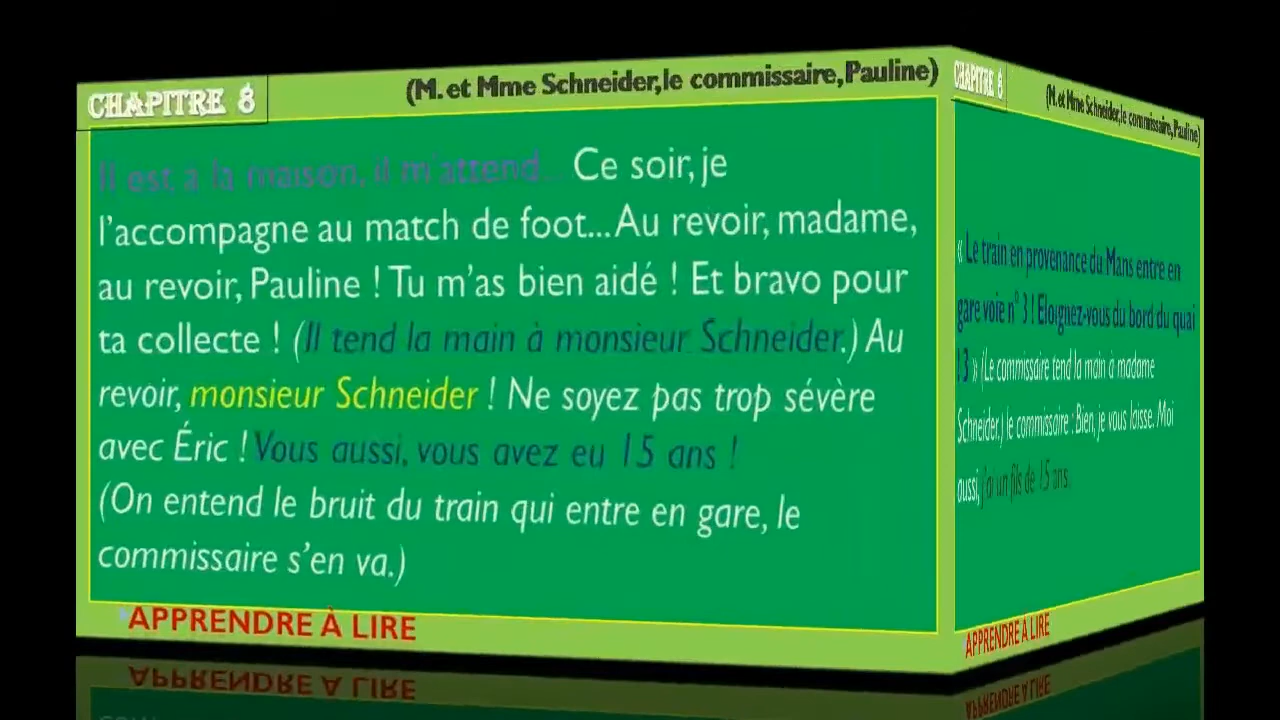 CHAPITRE 8
(M. et Mme Schneider, le commissaire, Pauline)
Il est à la maison, il m'attend... Ce soir, je
l'accompagne au match de foot... Au revoir, madame,
au revoir, Pauline ! Tu m'as bien aidé ! Et bravo pour
ta collecte ! (Il tend la main à monsieur Schneider.) Au
revoir, monsieur Schneider ! Ne soyez pas trop sévère
avec Éric ! Vous aussi, vous avez eu 15 ans !
(On entend le bruit du train qui entre en gare, le
commissaire s'en va.)
APPRENDRE À LIRE
CHAPITRE 8
(M. et Mme Schneider, le commissaire, Pauline)
« Le train en provenance du Mans entre en
gare voie n° 3 ! Eloignez-vous du bord du quai
13 » (Le commissaire tend la main à madame
Schneider.) le commissaire : Bien, je vous laisse. Moi
aussi, j'ai un fils de 15 ans.
APPRENDRE À LIRE